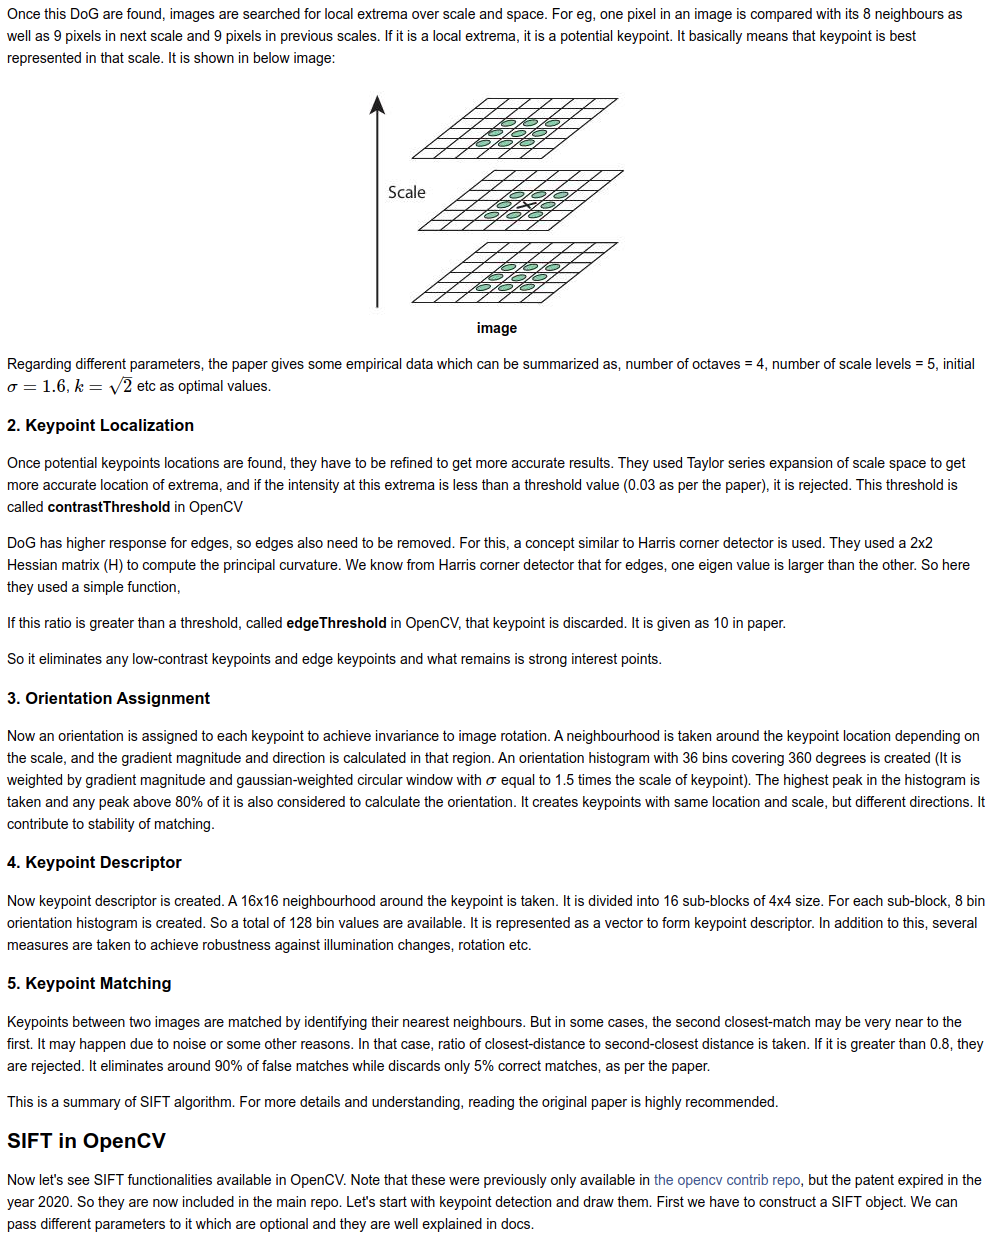 Once this DoG are found, images are searched for local extrema over scale and space. For eg, one pixel in an image is compared with its 8 neighbours as
well as 9 pixels in next scale and 9 pixels in previous scales. If it is a local extrema, it is a potential keypoint. It basically means that keypoint is best
represented in that scale. It is shown in below image:
Scale
image
Regarding different parameters, the paper gives some empirical data which can be summarized as, number of octaves = 4, number of scale levels = 5, initial
σ = 1.6, k = √2 etc as optimal values.
2. Keypoint Localization
Once potential keypoints locations are found, they have to be refined to get more accurate results. They used Taylor series expansion of scale space to get
more accurate location of extrema, and if the intensity at this extrema is less than a threshold value (0.03 as per the paper), it is rejected. This threshold is
called contrastThreshold in OpenCV
DoG has higher response for edges, so edges also need to be removed. For this, a concept similar to Harris corner detector is used. They used a 2x2
Hessian matrix (H) to compute the principal curvature. We know from Harris corner detector that for edges, one eigen value is larger than the other. So here
they used a simple function,
If this ratio is greater than a threshold, called edgeThreshold in OpenCV, that keypoint is discarded. It is given as 10 in paper.
So it eliminates any low-contrast keypoints and edge keypoints and what remains is strong interest points.
3. Orientation Assignment
Now an orientation is assigned to each keypoint to achieve invariance to image rotation. A neighbourhood is taken around the keypoint location depending on
the scale, and the gradient magnitude and direction is calculated in that region. An orientation histogram with 36 bins covering 360 degrees is created (It is
weighted by gradient magnitude and gaussian-weighted circular window with σ equal to 1.5 times the scale of keypoint). The highest peak in the histogram is
taken and any peak above 80% of it is also considered to calculate the orientation. It creates keypoints with same location and scale, but different directions. It
contribute to stability of matching.
4. Keypoint Descriptor
Now keypoint descriptor is created. A 16x16 neighbourhood around the keypoint is taken. It is divided into 16 sub-blocks of 4x4 size. For each sub-block, 8 bin
orientation histogram is created. So a total of 128 bin values are available. It is represented as a vector to form keypoint descriptor. In addition to this, several
measures are taken to achieve robustness against illumination changes, rotation etc.
5. Keypoint Matching
Keypoints between two images are matched by identifying their nearest neighbours. But in some cases, the second closest-match may be very near to the
first. It may happen due to noise or some other reasons. In that case, ratio of closest-distance to second-closest distance is taken. If it is greater than 0.8, they
are rejected. It eliminates around 90% of false matches while discards only 5% correct matches, as per the paper.
This is a summary of SIFT algorithm. For more details and understanding, reading the original paper is highly recommended.
SIFT in OpenCV
Now let's see SIFT functionalities available in OpenCV. Note that these were previously only available in the opencv contrib repo, but the patent expired in the
year 2020. So they are now included in the main repo. Let's start with keypoint detection and draw them. First we have to construct a SIFT object. We can
pass different parameters to it which are optional and they are well explained in docs.